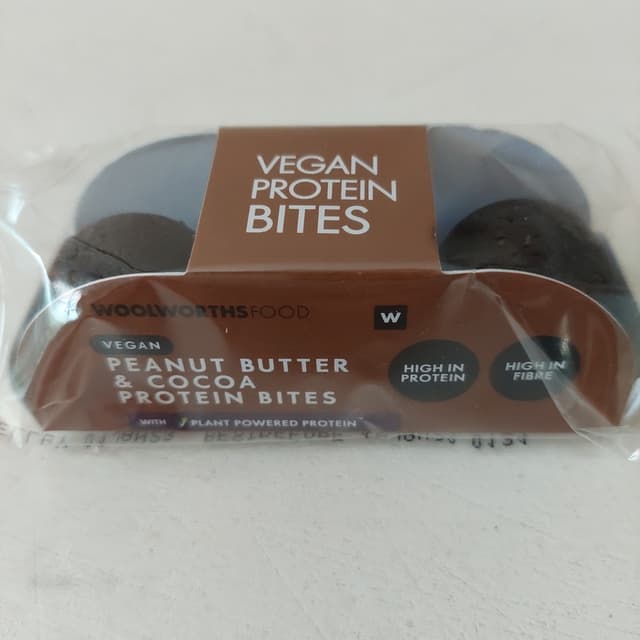 VEGAN
PROTEIN
BITES
WOOLWORTHSFOOD
W
VEGAN
PEANUT BUTTER
& COCOA
PROTEIN BITES
HIGH IN
PROTEIN
HIGH IN
FIBRE
WITH PLANT POWERED PROTEIN